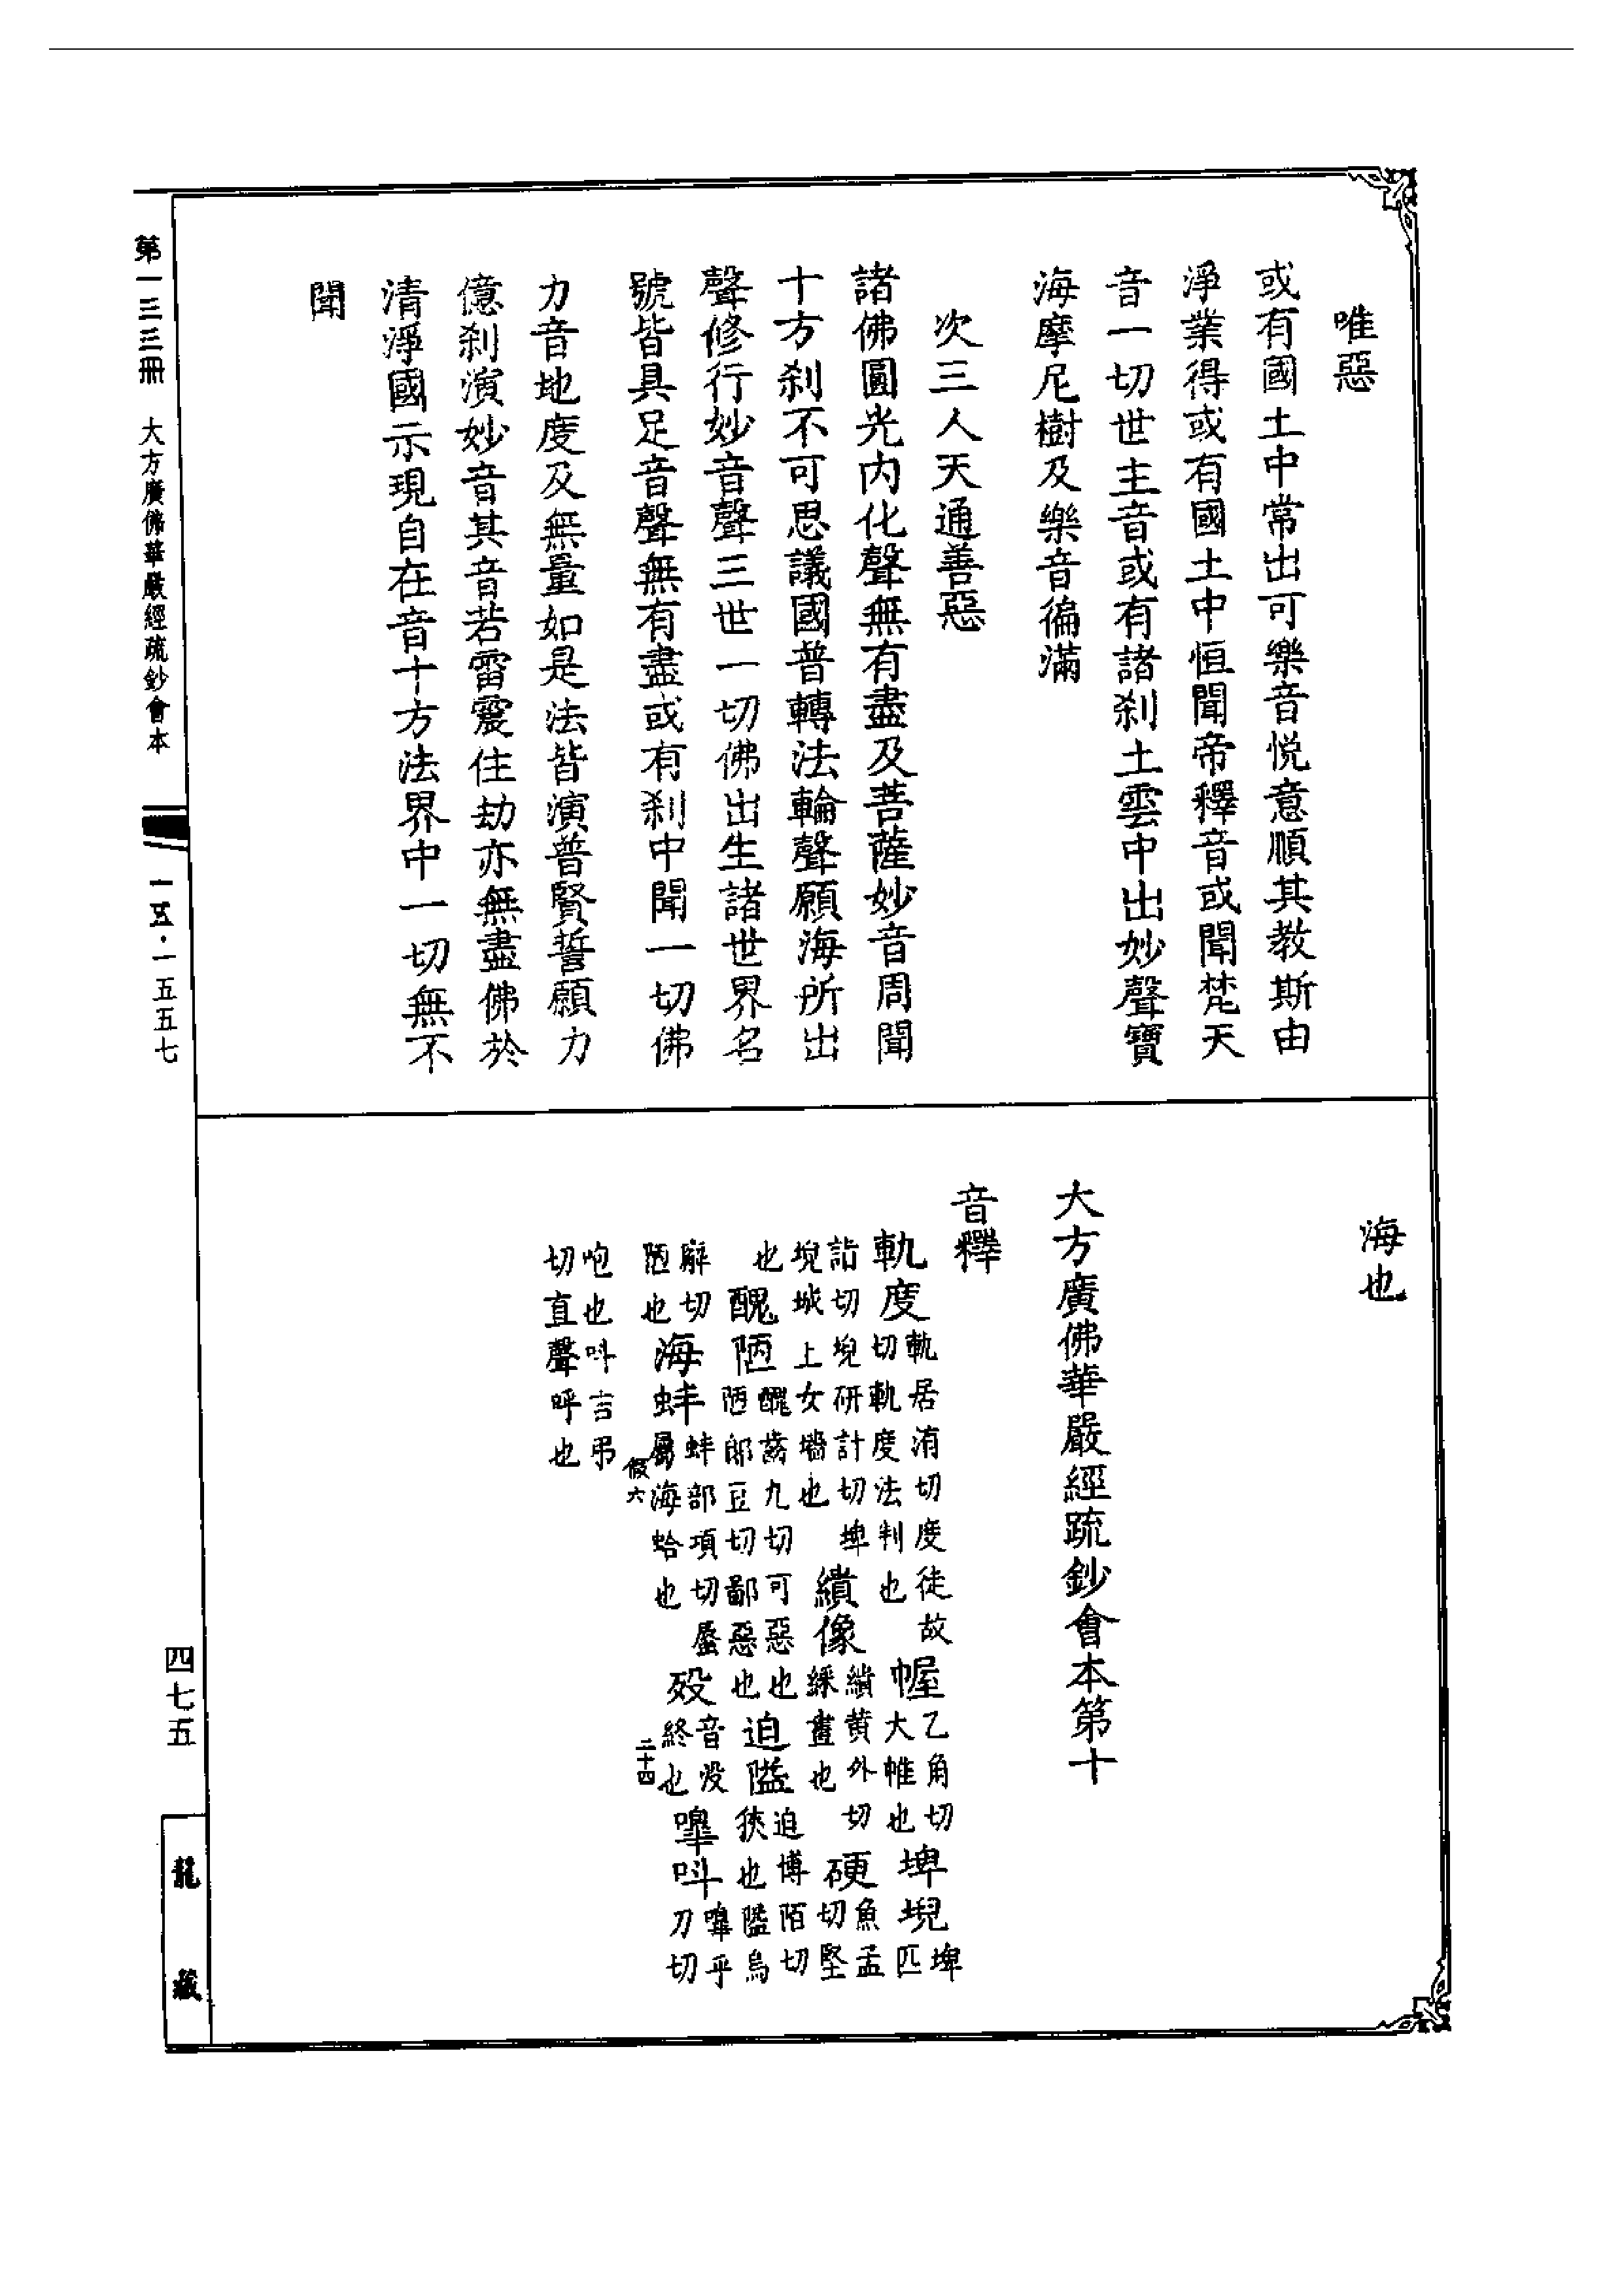 唯惡
或有國土中常出可樂音悅意順其教斯由
淨業得或有國土中恒聞帝釋音或聞梵天
音一切世主音或有諸刹土雲中出妙聲寶
海摩尼樹及樂音徧滿
次三人天通善惡
諸佛圓光內化聲無有盡及菩薩妙音周聞
十方刹不可思議國普轉法輪聲願海所出
聲修行妙音聲三世一切佛出生諸世界名
號皆具足音聲無有盡或有刹中聞一切佛
力音地度及無量如是法皆演普賢誓願力
億刹演妙音其音若雷震住劫亦無盡佛於
清淨國示現自在音十方法界中一切無不
聞
海也
大方廣佛華嚴經疏鈔會本第十
音釋
軌度 軌居洧切度徒故切軌度法判也 幄 乙角切大帷也 埤堄 埤匹
詣切堄研計切埤堄城上女墻也 繢像 繢黄外切綵畫也 硬 魚孟切堅
也 醜陋 醜齒九切可惡也陋郎豆切鄙惡也 迫隘 迫博陌切狹也隘烏
懈切陋也 海蚌 蚌部項切蜃屬海蛤也 歿 音沒終也 嘷呌 嘷乎刀切
咆也呌吉弔切直聲呼也
假六
二十四
第一三三冊 大方廣佛華嚴經疏鈔會本 一五·一五五七
四七五
龍藏